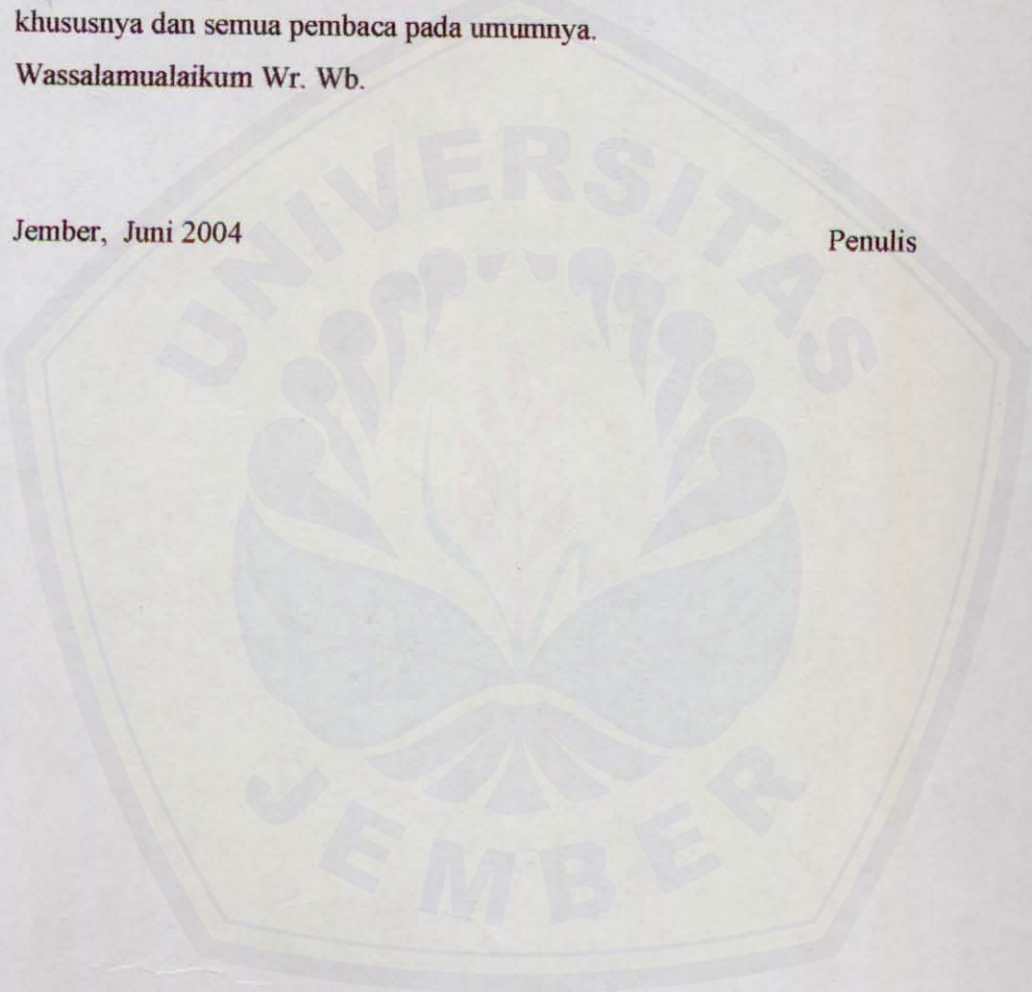 khususnya dan semua pembaca pada umumnya.
Wassalamualaikum Wr. Wb.
Jember, Juni 2004
Penulis
UNIVERSITAS
JEMBER